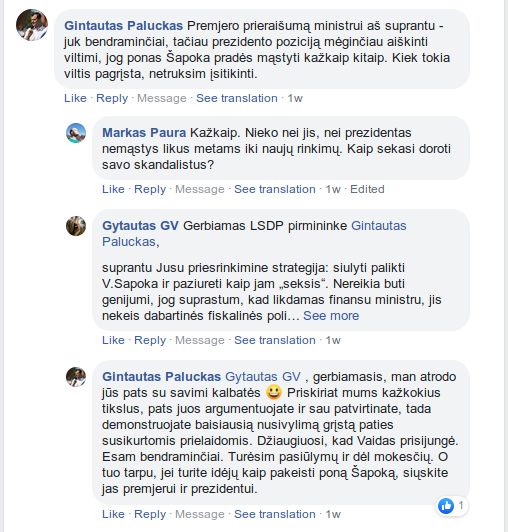 Gintautas Paluckas Premjero prieraišumą ministrui aš suprantu -
juk bendraminčiai, tačiau prezidento poziciją mėginčiau aiškinti
viltimi, jog ponas Šapoka pradės mąstyti kažkaip kitaip. Kiek tokia
viltis pagrįsta, netruksim įsitikinti.
Like · Reply · Message · See translation · 1w
Markas Paura Kažkaip. Nieko nei jis, nei prezidentas
nemąstys likus metams iki naujų rinkimų. Kaip sekasi doroti
savo skandalistus?
Like · Reply · Message · See translation · 1w · Edited
Gytautas GV Gerbiamas LSDP pirmininke Gintautas
Paluckas,
suprantu Jusu priesrinkimine strategija: siulyti palikti
V.Sapoka ir paziureti kaip jam „seksis“. Nereikia buti
genijumi, jog suprastum, kad likdamas finansu ministru, jis
nekeis dabartinės fiskalinės poli… See more
Like · Reply · Message · See translation · 1w
Gintautas Paluckas Gytautas GV , gerbiamasis, man atrodo
jūs pats su savimi kalbatės 😀 Priskiriat mums kažkokius
tikslus, pats juos argumentuojate ir sau patvirtinate, tada
demonstruojate baisiausią nusivylimą grįstą paties
susikurtomis prielaidomis. Džiaugiuosi, kad Vaidas prisijungė.
Esam bendraminčiai. Turėsim pasiūlymų ir dėl mokesčių. O
tuo tarpu, jei turite idėjų kaip pakeisti poną Šapoką, siųskite
jas premjerui ir prezidentui.
1
Like · Reply · Message · See translation · 1w